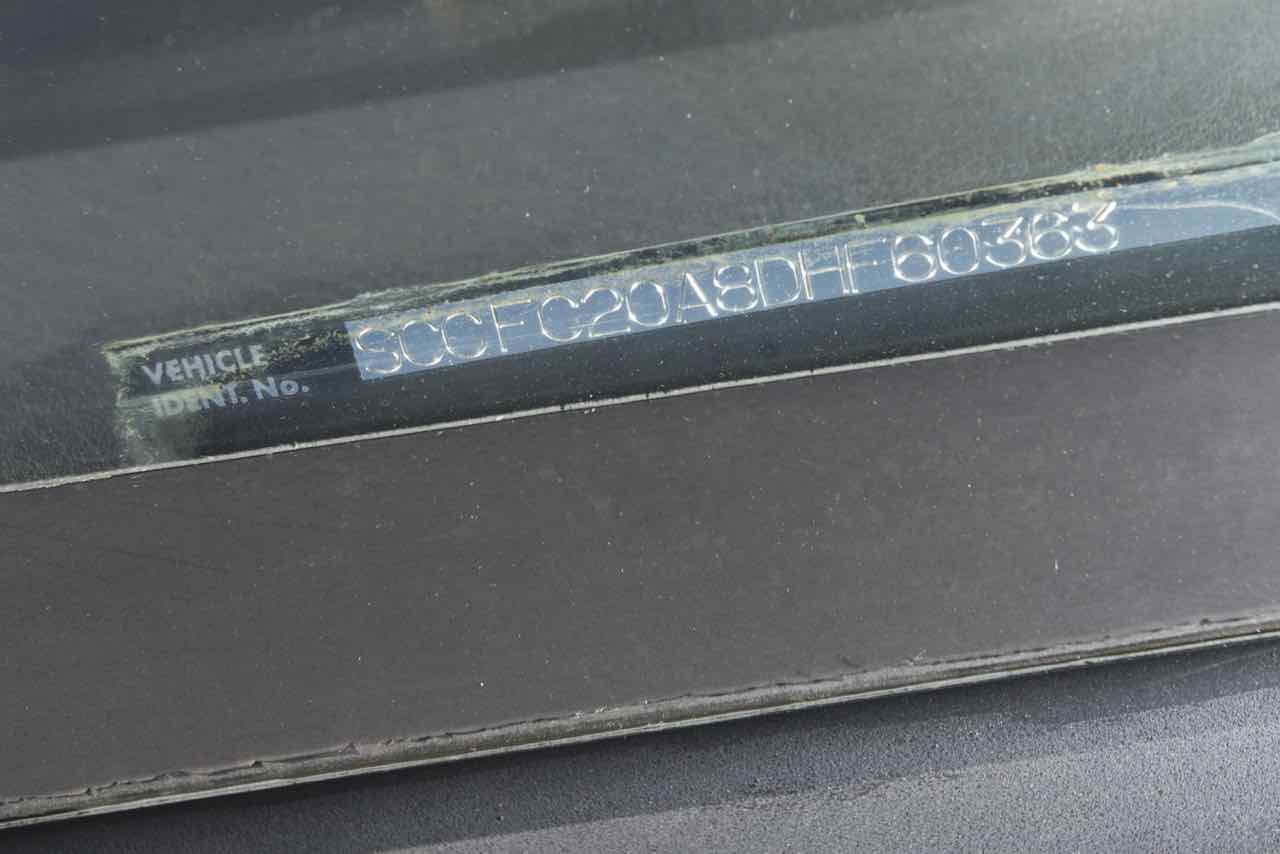 VEHICLE
IDENT. No.
SCCFC20A8DHF60363